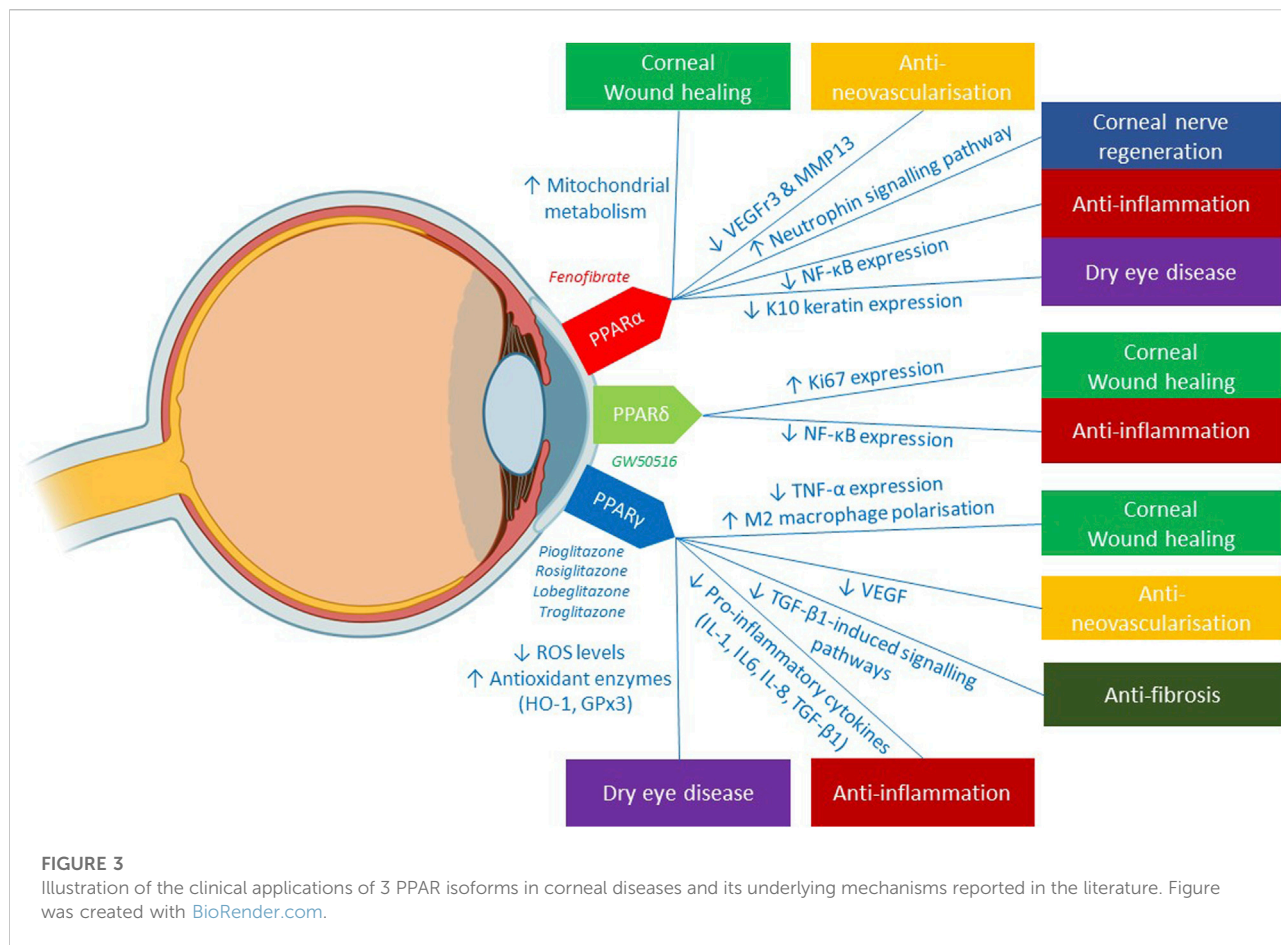 Corneal
Wound healing
Anti-
neovascularisation
↑ Mitochondrial
metabolism
↓ VEGFr3 & MMP13
↑ Neutrophin signalling pathway
↓ NF-κB expression
↓ K10 keratin expression
Corneal nerve
regeneration
Anti-inflammation
Dry eye disease
Fenofibrate
PPARα
PPARδ
GW50516
↑ Ki67 expression
↓ NF-κB expression
Corneal
Wound healing
Anti-inflammation
PPARγ
Pioglitazone
Rosiglitazone
Lobeglitazone
Troglitazone
↓ TNF-α expression
↑ M2 macrophage polarisation
Corneal
Wound healing
↓ VEGF
Anti-
neovascularisation
↓ TGF-β1-induced signalling
pathways
Anti-fibrosis
↓ Pro-inflammatory cytokines
(IL-1, IL6, IL-8, TGF-β1)
Anti-inflammation
↓ ROS levels
↑ Antioxidant enzymes
(HO-1, GPx3)
Dry eye disease
FIGURE 3
Illustration of the clinical applications of 3 PPAR isoforms in corneal diseases and its underlying mechanisms reported in the literature. Figure
was created with BioRender.com.